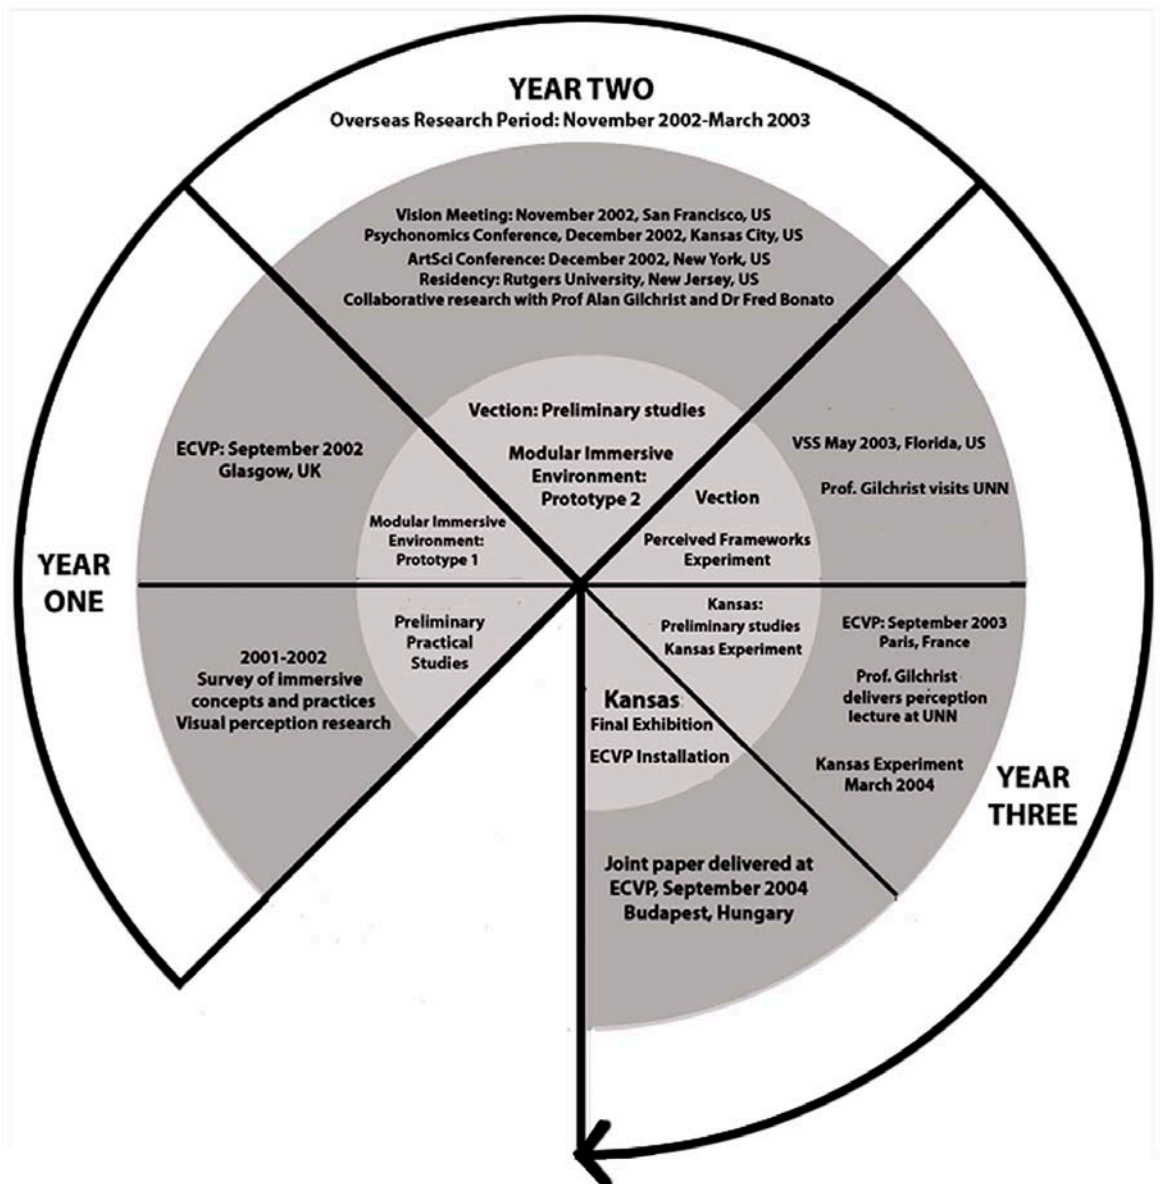 YEAR TWO
Overseas Research Period: November 2002-March 2003
Vision Meeting: November 2002, San Francisco, US
Psychonomics Conference, December 2002, Kansas City, US
ArtSci Conference: December 2002, New York, US
Residency: Rutgers University, New Jersey, US
Collaborative research with Prof Alan Gilchrist and Dr Fred Bonato
Vection: Preliminary studies
Modular Immersive
Environment:
Prototype 2
YEAR
ONE
ECVP: September 2002
Glasgow, UK
Modular Immersive
Environment:
Prototype 1
2001-2002
Survey of immersive
concepts and practices
Visual perception research
Preliminary
Practical
Studies
VSS May 2003, Florida, US
Prof. Gilchrist visits UNN
Vection
Perceived Frameworks
Experiment
Kansas:
Preliminary studies
Kansas Experiment
ECVP: September 2003
Paris, France
Prof. Gilchrist
delivers perception
lecture at UNN
Kansas Experiment
March 2004
YEAR
THREE
Kansas
Final Exhibition
ECVP Installation
Joint paper delivered at
ECVP, September 2004
Budapest, Hungary